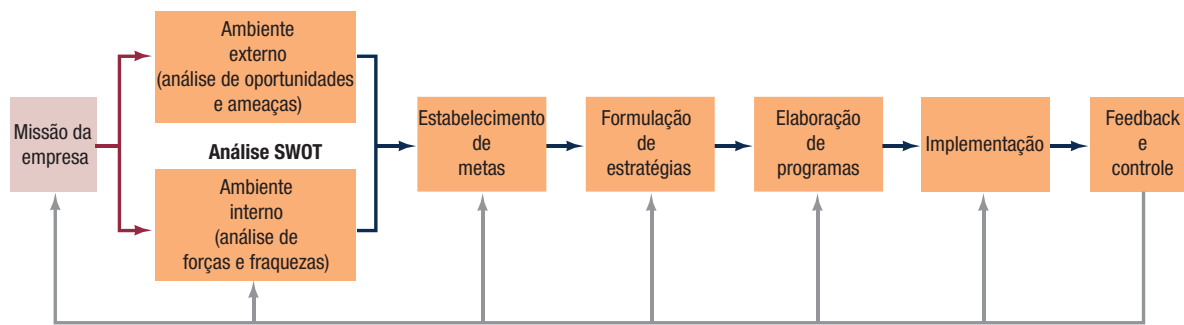 Missão da
empresa
Ambiente
externo
(análise de oportunidades
e ameaças)
Análise SWOT
Ambiente
interno
(análise de
forças e fraquezas)
Estabelecimento
de
metas
Formulação
de
estratégias
Elaboração
de
programas
Implementação
Feedback
e
controle